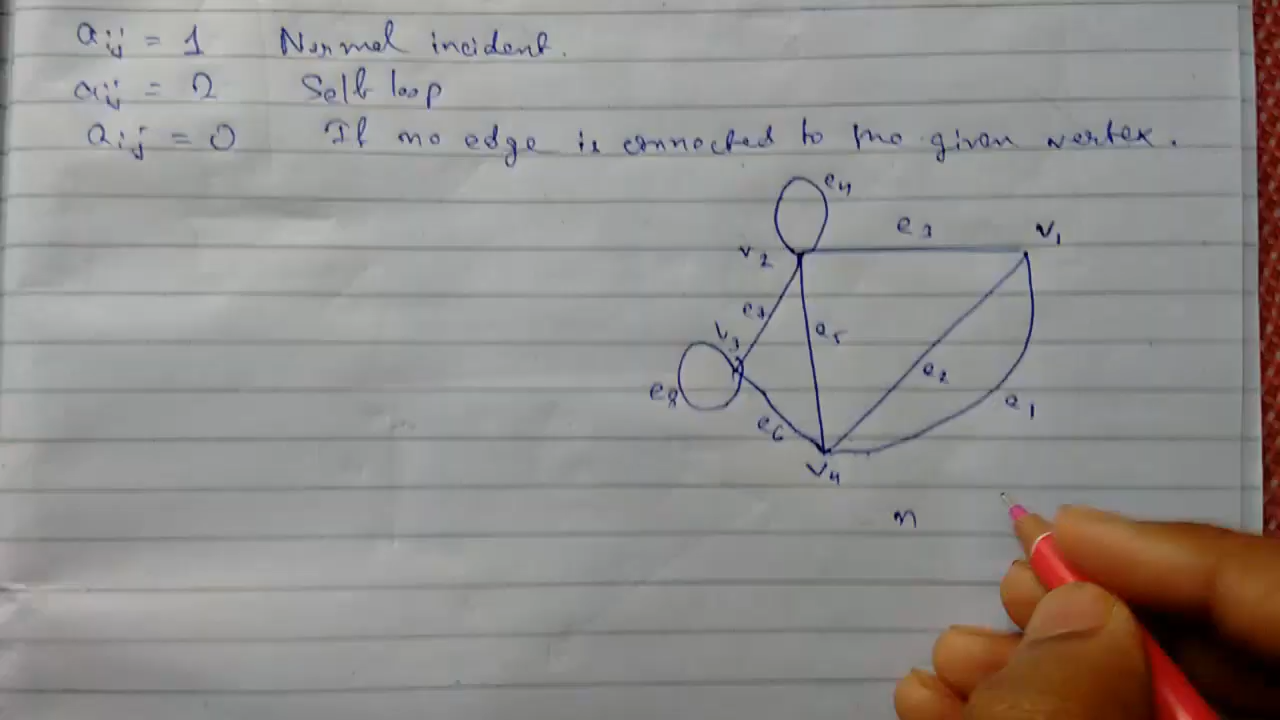 aij = 1 Normal incident.
aij = 2 Self loop
aij = 0 If no edge is connected to the given vertex.
e4
e3
v1
v2
v3
e5
e2
e8
e6
e1
v4
n